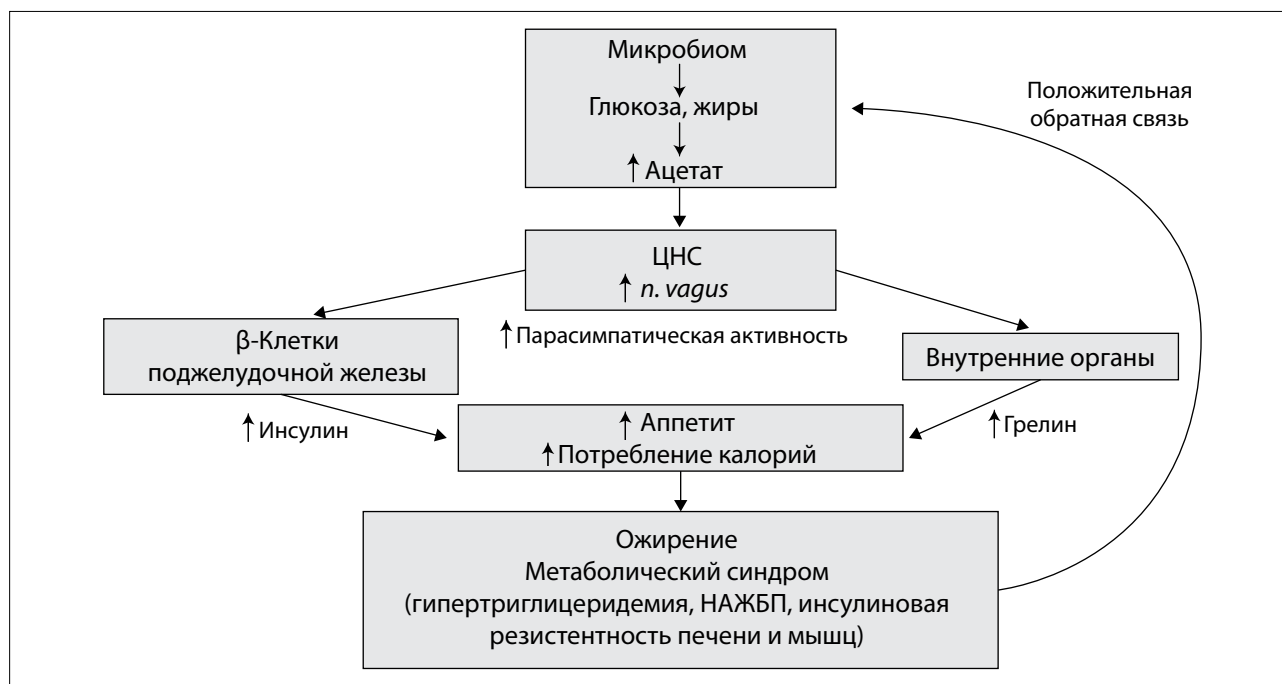 Микробиом
Глюкоза, жиры
↑ Ацетат
Положительная
обратная связь
ЦНС
↑ n. vagus
↑ Парасимпатическая активность
β-Клетки
поджелудочной железы
Внутренние органы
↑ Инсулин
↑ Аппетит
↑ Потребление калорий
↑ Грелин
Ожирение
Метаболический синдром
(гипертриглицеридемия, НАЖБП, инсулиновая
резистентность печени и мышц)